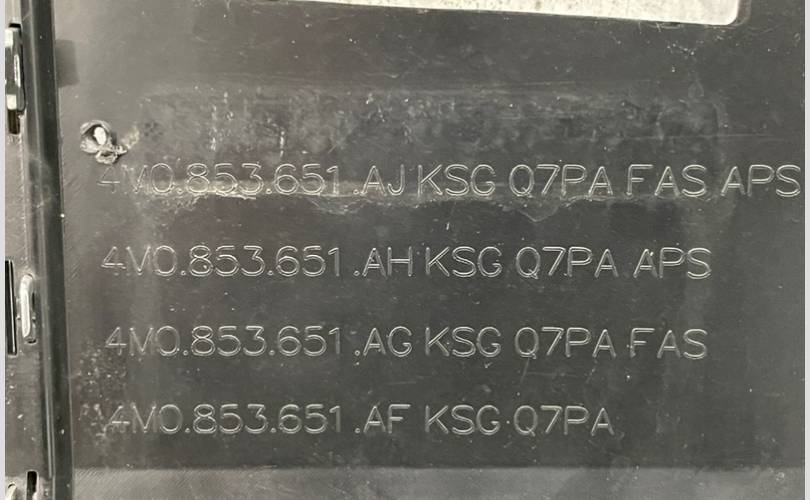 4M0.853.651.AJ KSG Q7PA FAS APS
4M0.853.651.AH KSG Q7PA APS
4M0.853.651.AG KSG Q7PA FAS
4M0.853.651.AF KSG Q7PA